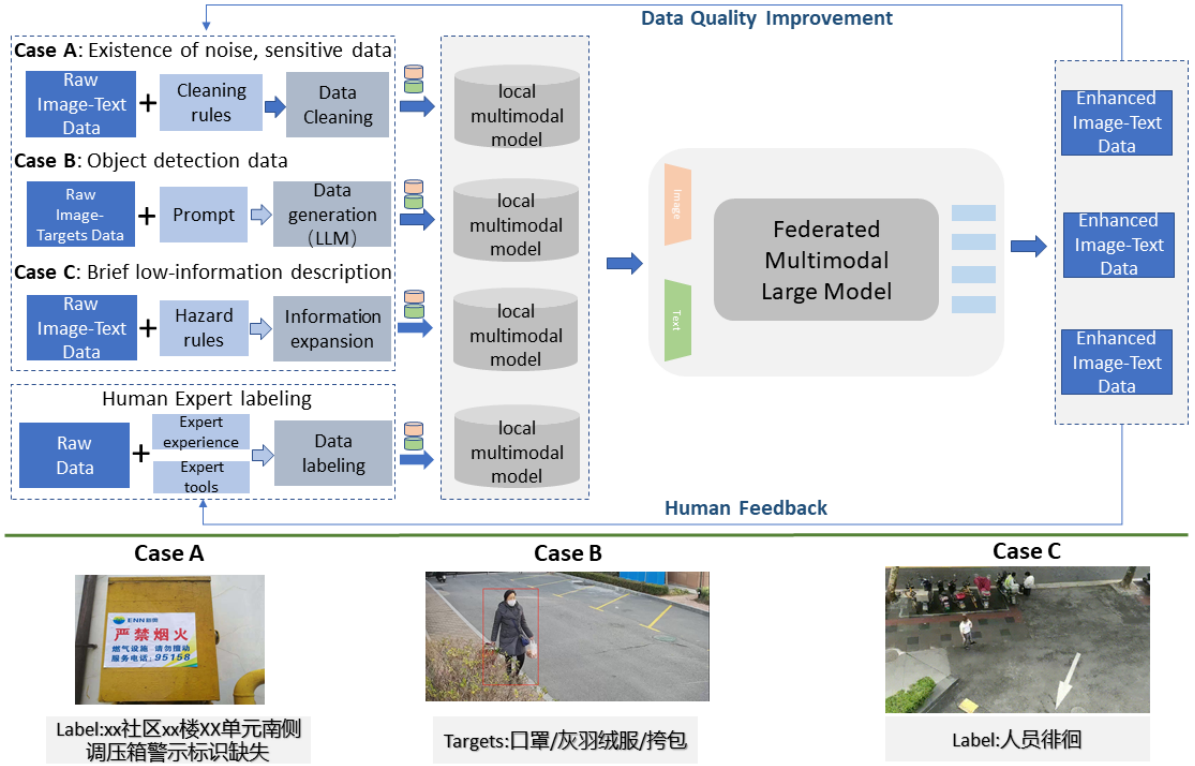 Data Quality Improvement
Case A: Existence of noise, sensitive data
Raw
Image-Text
Data
+
Cleaning
rules
Data
Cleaning
local
multimodal
model
Case B: Object detection data
Raw
Image-
Targets Data
+
Prompt
Data
generation
（LLM）
local
multimodal
model
Case C: Brief low-information description
Raw
Image-Text
Data
+
Hazard
rules
Information
expansion
local
multimodal
model
Human Expert labeling
Raw
Data
+
Expert
experience
Expert
tools
Data
labeling
local
multimodal
model
Image
Text
Federated
Multimodal
Large Model
Enhanced
Image-Text
Data
Enhanced
Image-Text
Data
Enhanced
Image-Text
Data
Human Feedback
Case A
ENN
严禁烟火
燃气设施 请勿擅动
服务电话:95158
Label:xx社区xx楼XX单元南侧
调压箱警示标识缺失
Case B
Targets:口罩/灰羽绒服/挎包
Case C
Label:人员徘徊